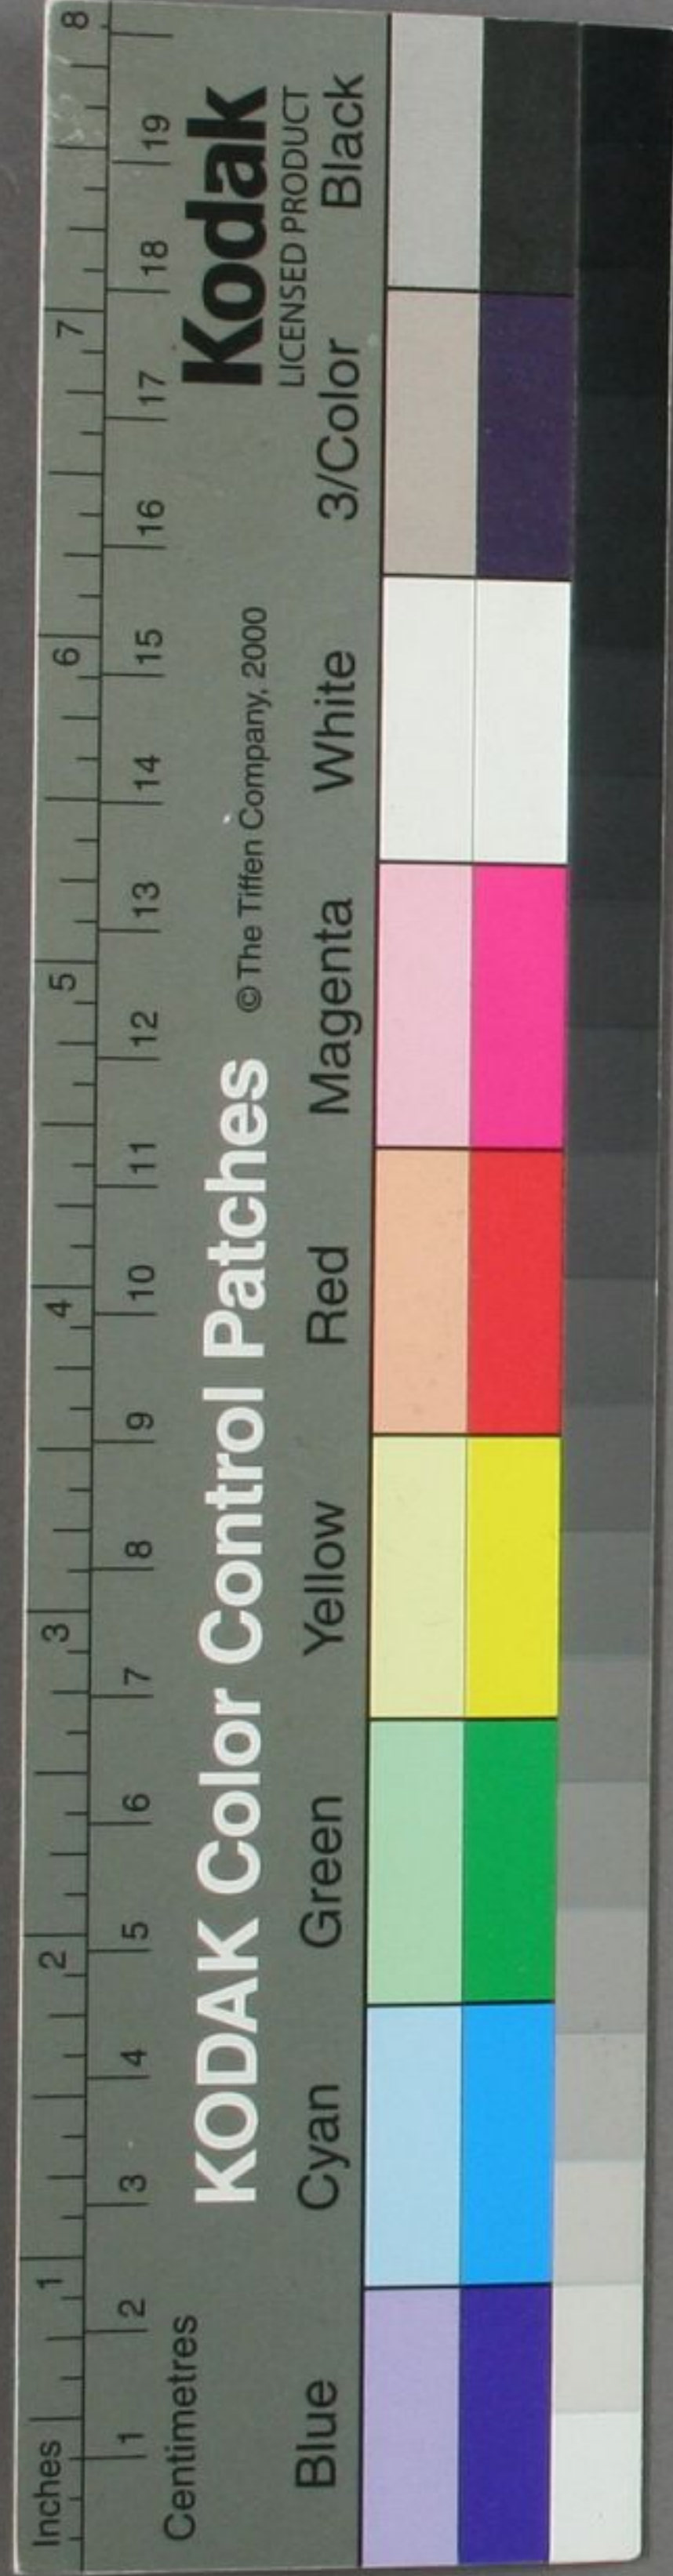 Inches 1 2 3 4 5 6 7 8
1 2 3 4 5 6 7 8 9 10 11 12 13 14 15 16 17 18 19
Centimetres
KODAK Color Control Patches © The Tiffen Company, 2000 Kodak
LICENSED PRODUCT
Blue Cyan Green Yellow Red Magenta White 3/Color Black